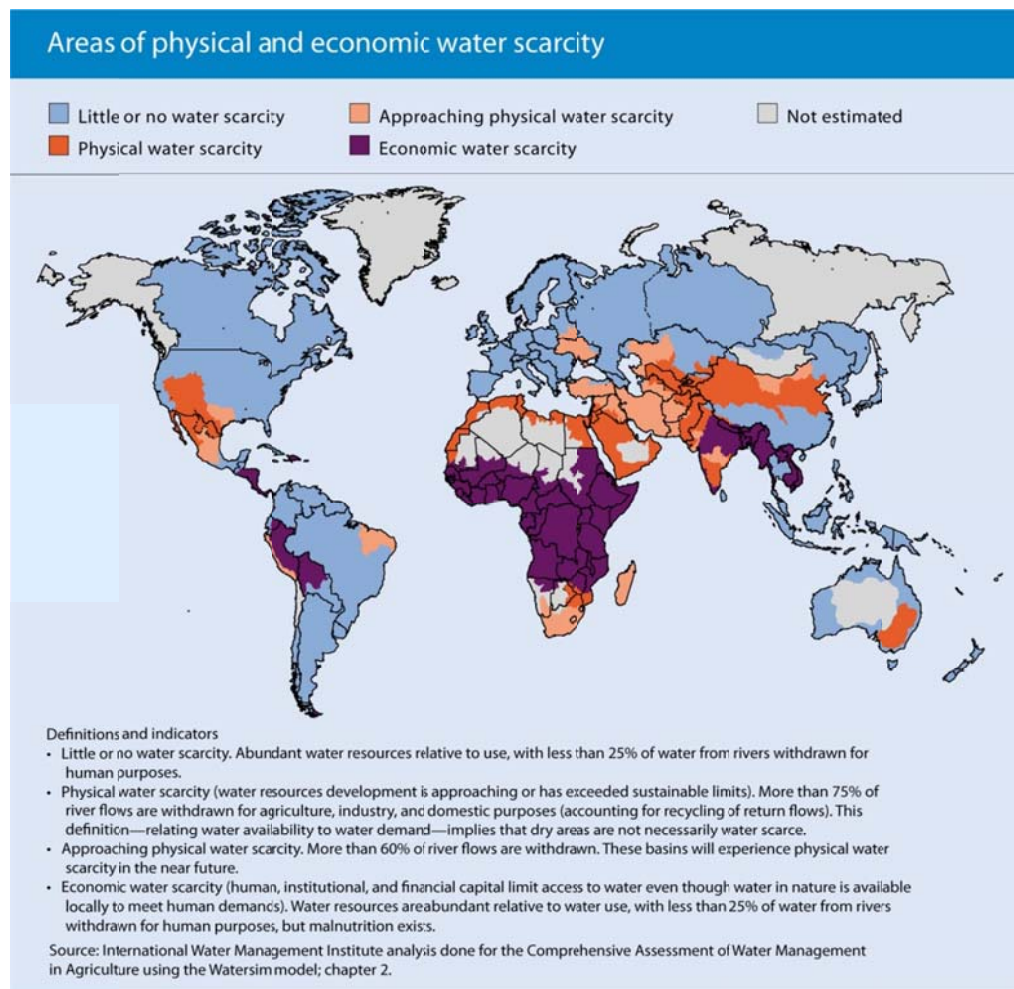 Areas of physical and economic water scarcity
Little or no water scarcity
Approaching physical water scarcity
Not estimated
Physical water scarcity
Economic water scarcity
Definitions and indicators
• Little or no water scarcity. Abundant water resources relative to use, with less than 25% of water from rivers withdrawn for
human purposes.
• Physical water scarcity (water resources development is approaching or has exceeded sustainable limits). More than 75% of
river flows are withdrawn for agriculture, industry, and domestic purposes (accounting for recycling of return flows). This
definition—relating water availability to water demand—implies that dry areas are not necessarily water scarce.
• Approaching physical water scarcity. More than 60% of river flows are withdrawn. These basins will experience physical water
scarcity in the near future.
• Economic water scarcity (human, institutional, and financial capital limit access to water even though water in nature is available
locally to meet human demands). Water resources are abundant relative to water use, with less than 25% of water from rivers
withdrawn for human purposes, but malnutrition exists.
Source: International Water Management Institute analysis done for the Comprehensive Assessment of Water Management
in Agriculture using the Watersim model; chapter 2.